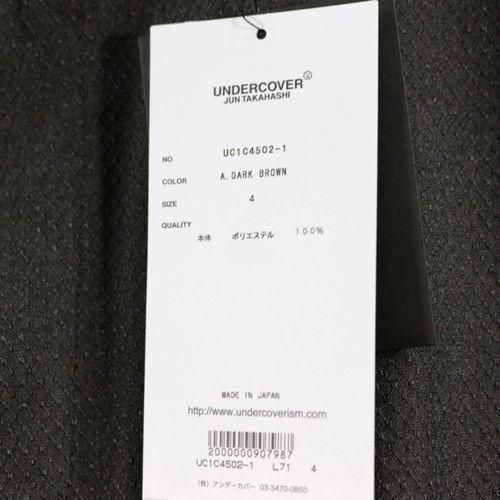 UNDERCOVER U
JUN TAKAHASHI
NO UC1C4502-1
COLOR A.DARK BROWN
SIZE 4
QUALITY
本体 ポリエステル 100%
MADE IN JAPAN
http://www.undercoverism.com
2000000907987
UC1C4502-1 L71 4
(株) アンダーカバー 03-3470-0850